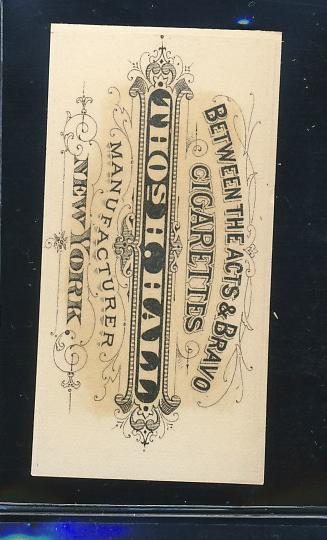 BETWEEN THE ACTS & BRAVO
CIGARETTES
THOS. H. HALL
MANUFACTURER
NEW YORK